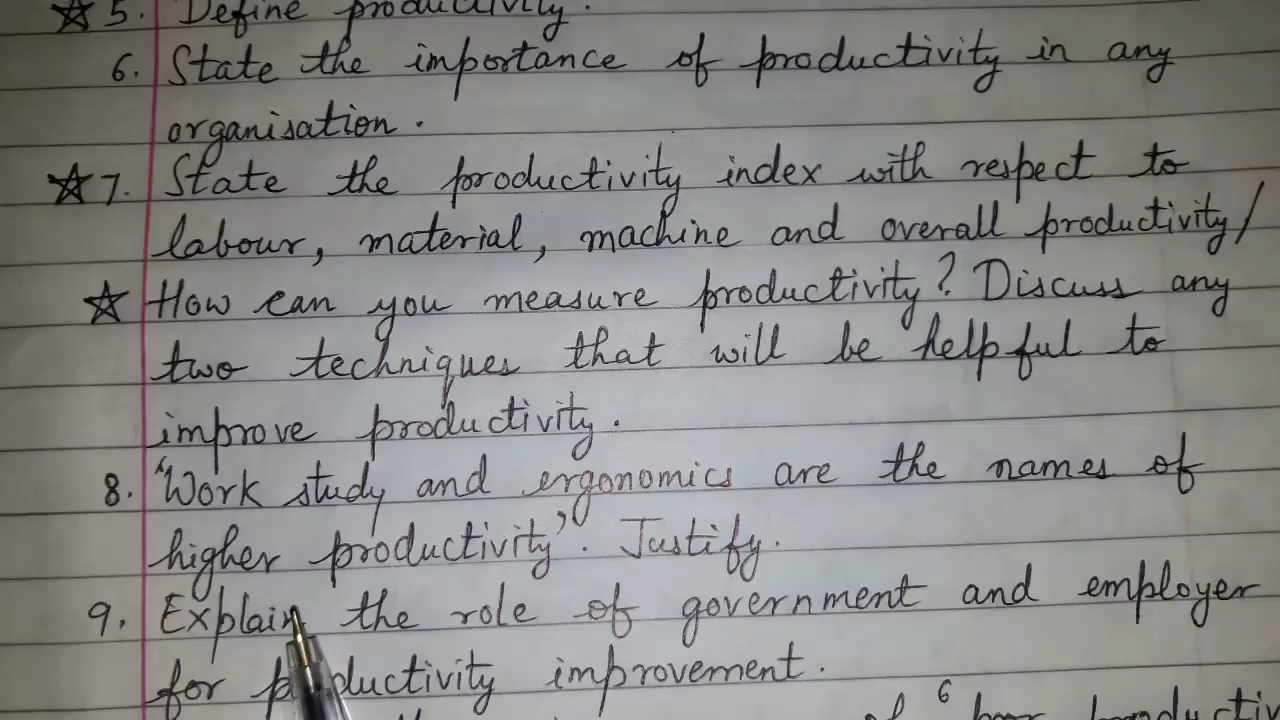 ☆ 5. Define productivity.
6. State the importance of productivity in any
organisation.
☆ 7. State the productivity index with respect to
labour, material, machine and overall productivity/
☆ How can you measure productivity? Discuss any
two techniques that will be helpful to
improve productivity.
8. "Work study and ergonomics are the names of
higher productivity". Justify.
9. Explain the role of government and employer
for productivity improvement.
of 6